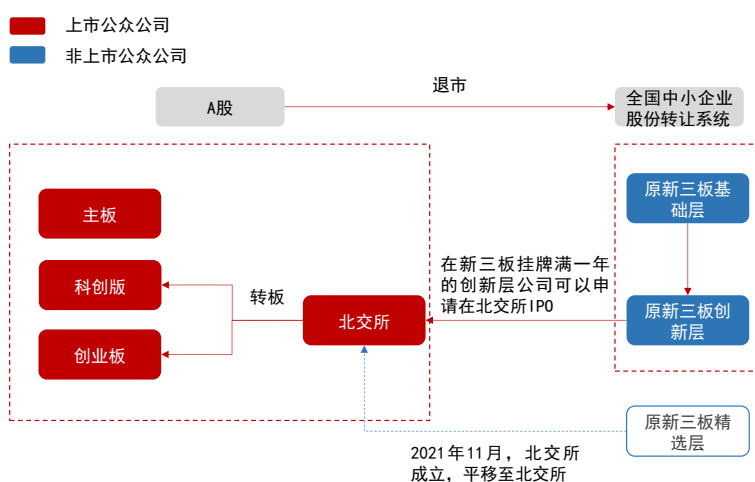 上市公众公司
非上市公众公司
退市
A股
全国中小企业
股份转让系统
主板
科创版
创业板
转板
北交所
在新三板挂牌满一年
的创新层公司可以申
请在北交所IPO
原新三板基
础层
原新三板创
新层
原新三板精
选层
2021年11月，北交所
成立，平移至北交所